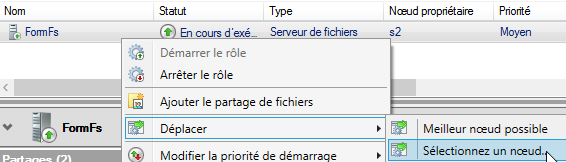 Nom Statut Type Nœud propriétaire Priorité
FormFs En cours d'exé... Serveur de fichiers s2 Moyen
Démarrer le rôle
Arrêter le rôle
Ajouter le partage de fichiers
FormFs Déplacer Meilleur nœud possible
Partages (2) Modifier la priorité de démarrage Sélectionnez un nœud...